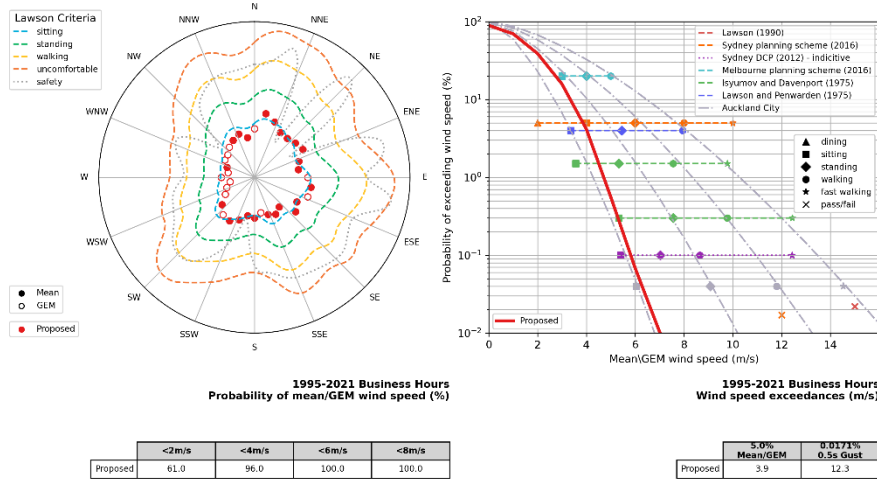 Lawson Criteria
sitting
standing
walking
uncomfortable
safety
N
NNE
NE
ENE
E
ESE
SE
SSE
S
SSW
SW
WSW
W
WNW
NW
NNW
Mean
GEM
Proposed
1995-2021 Business Hours
Probability of mean/GEM wind speed (%)
<2m/s <4m/s <6m/s <8m/s
Proposed 61.0 96.0 100.0 100.0
Probability of exceeding wind speed (%)
10²
10¹
10⁰
10⁻¹
10⁻²
0 2 4 6 8 10 12 14
Mean\GEM wind speed (m/s)
Lawson (1990)
Sydney planning scheme (2016)
Sydney DCP (2012) - indicitive
Melbourne planning scheme (2016)
Isyumov and Davenport (1975)
Lawson and Penwarden (1975)
Auckland City
dining
sitting
standing
walking
fast walking
pass/fail
Proposed
1995-2021 Business Hours
Wind speed exceedances (m/s)
5.0% 0.0171%
Mean/GEM 0.5s Gust
Proposed 3.9 12.3